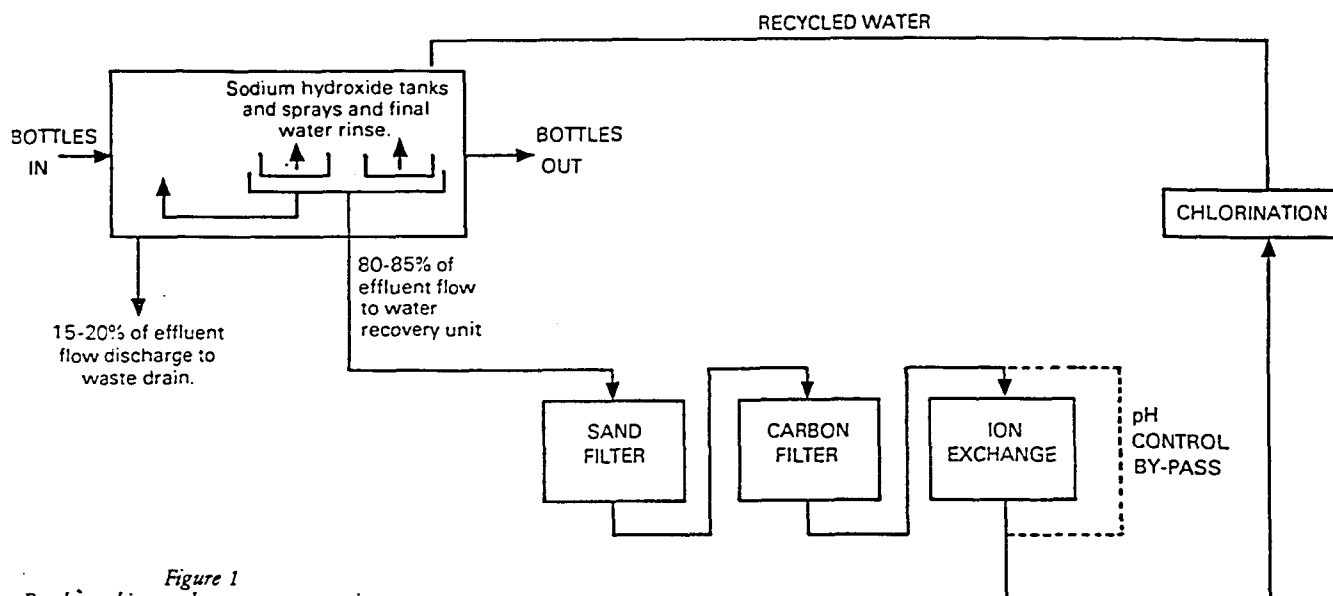 RECYCLED WATER
Sodium hydroxide tanks
and sprays and final
water rinse.
BOTTLES
IN
BOTTLES
OUT
CHLORINATION
80-85% of
effluent flow
to water
recovery unit
15-20% of effluent
flow discharge to
waste drain.
SAND
FILTER
CARBON
FILTER
ION
EXCHANGE
pH
CONTROL
BY-PASS
Figure 1